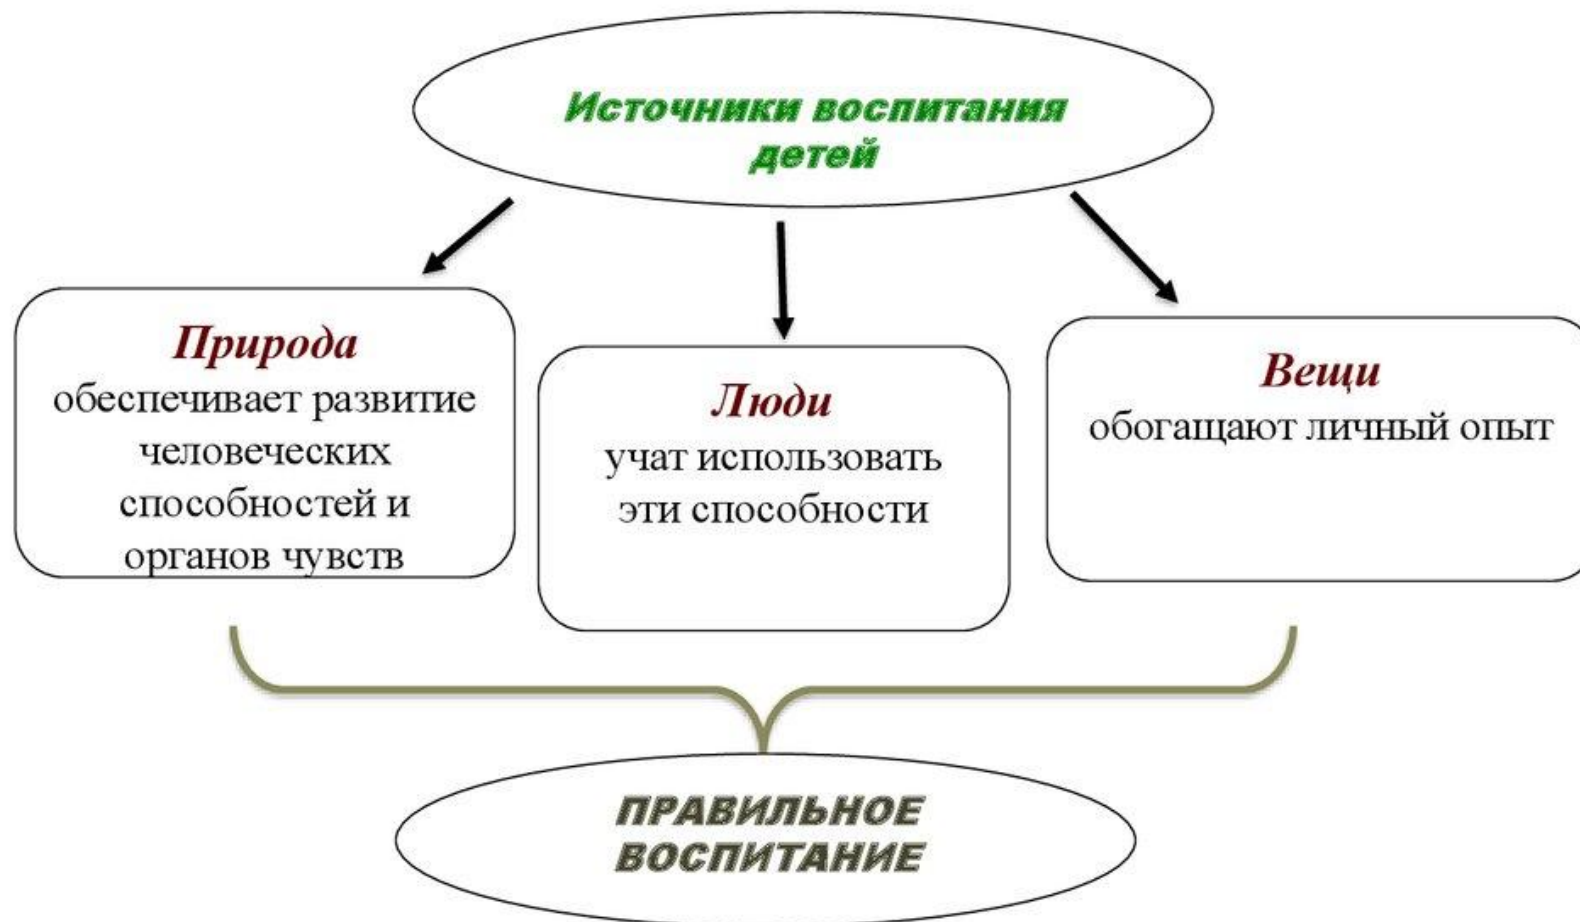 Источники воспитания
детей
Природа
обеспечивает развитие
человеческих
способностей и
органов чувств
Люди
учат использовать
эти способности
Вещи
обогащают личный опыт
ПРАВИЛЬНОЕ
ВОСПИТАНИЕ